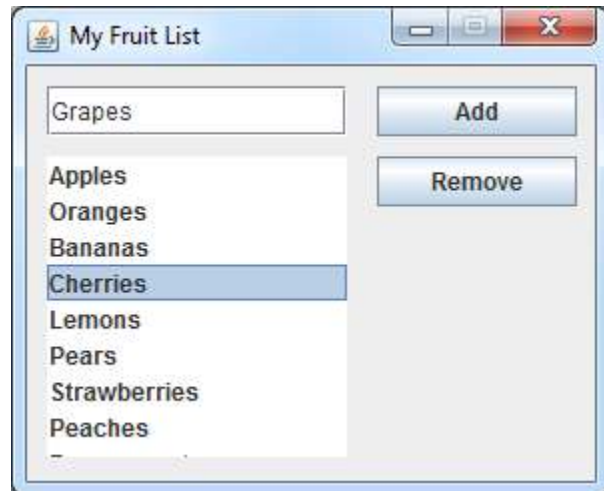 My Fruit List
Grapes
Add
Apples
Remove
Oranges
Bananas
Cherries
Lemons
Pears
Strawberries
Peaches